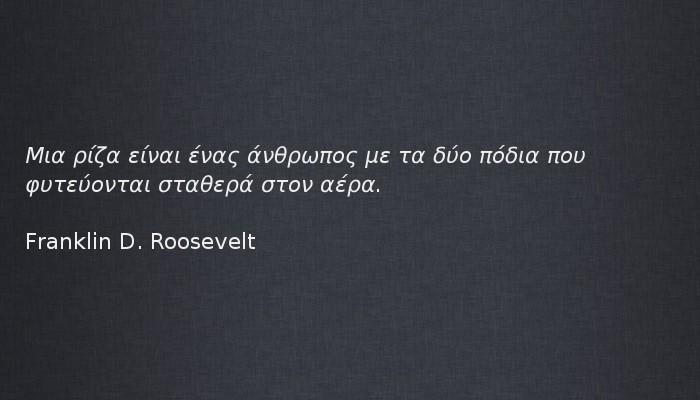 Μια ρίζα είναι ένας άνθρωπος με τα δύο πόδια που
φυτεύονται σταθερά στον αέρα.
Franklin D. Roosevelt